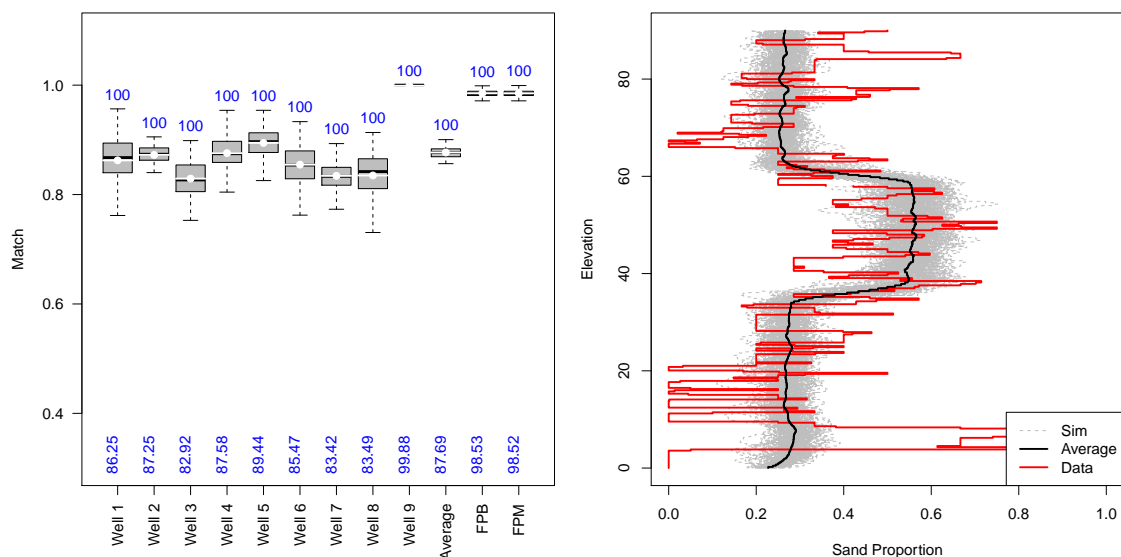 Match
1.0
0.8
0.6
0.4
100
100
100
100
100
100
100
100
100
100
100
100
86.25
87.25
82.92
87.58
89.44
85.47
83.42
83.49
99.88
87.69
98.53
98.52
Well 1
Well 2
Well 3
Well 4
Well 5
Well 6
Well 7
Well 8
Well 9
Average
FPB
FPM
Elevation
80
60
40
20
0
Sim
Average
Data
0.0
0.2
0.4
0.6
0.8
1.0
Sand Proportion